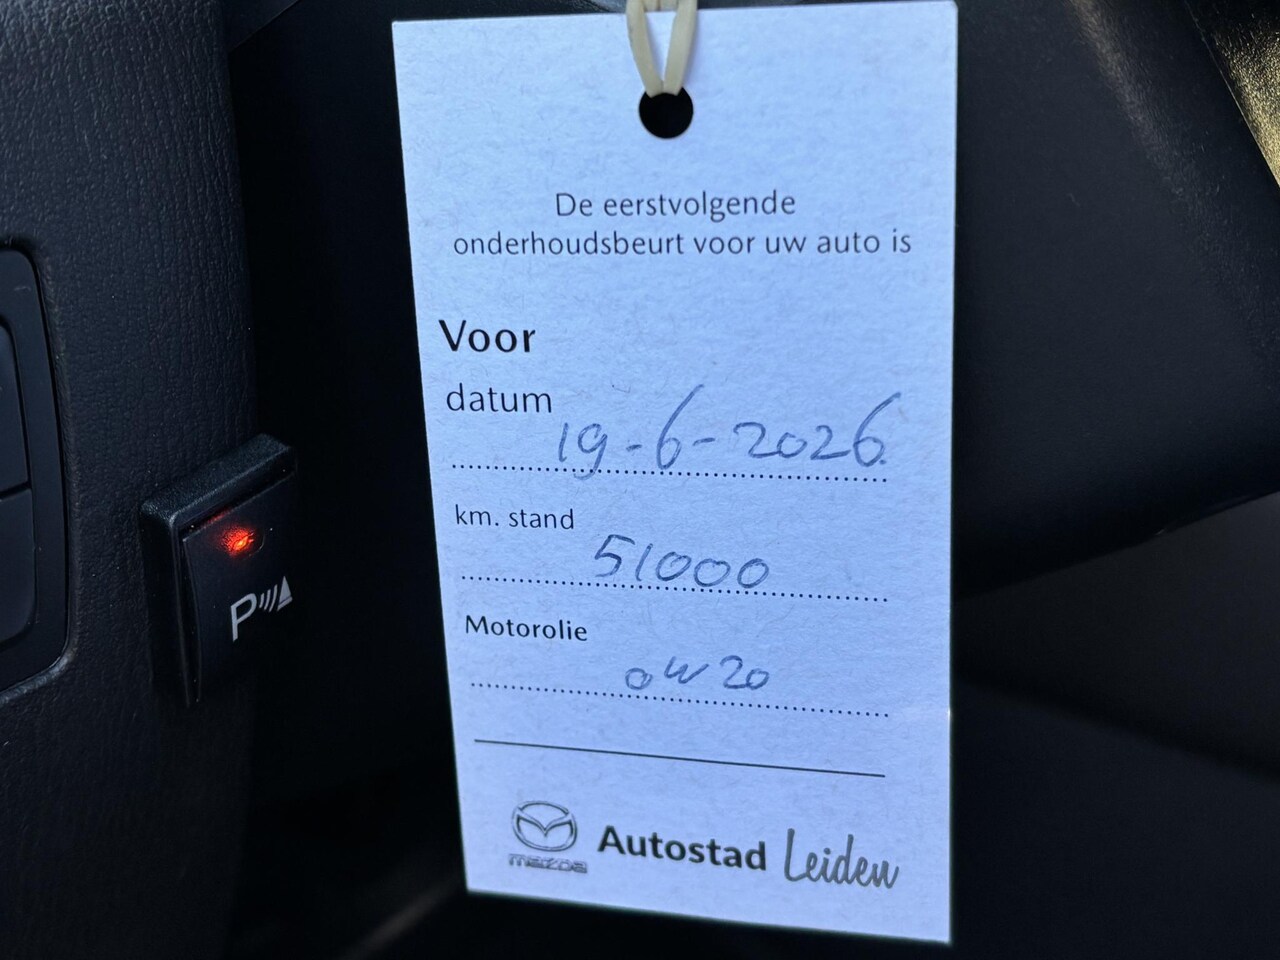 De eerstvolgende
onderhoudsbeurt voor uw auto is
Voor
datum 19-6-2026.
km. stand 51000
Motorolie 0W20
mazda Autostad Leiden
P